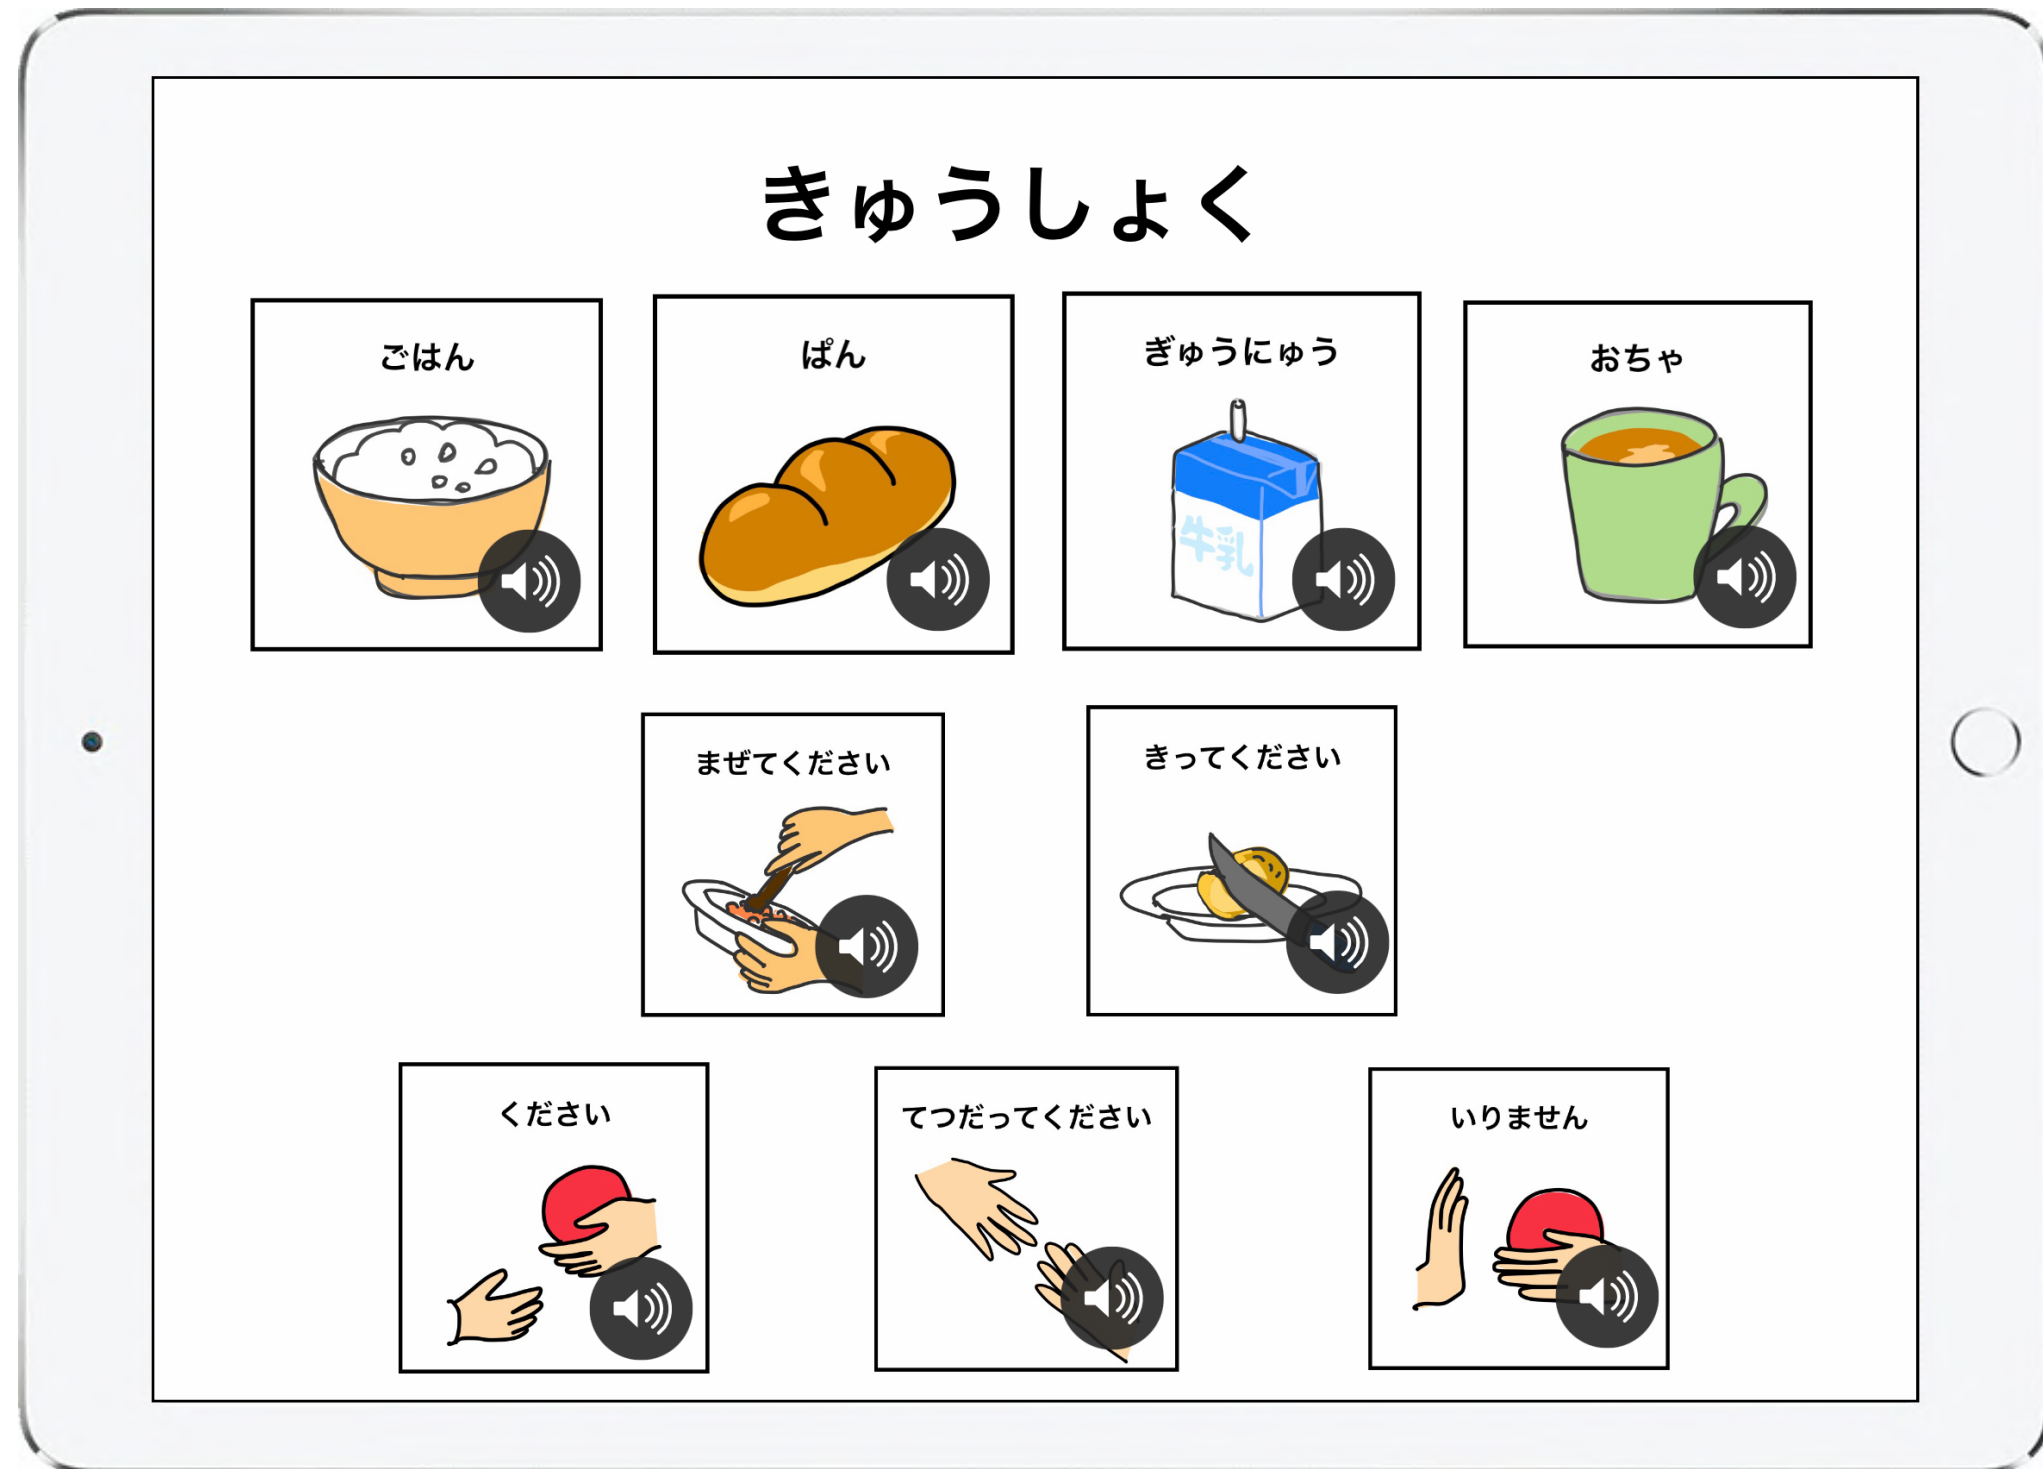 きゅうしょく
ごはん
ぱん
ぎゅうにゅう
牛乳
おちゃ
まぜてください
きってください
ください
てつだってください
いりません